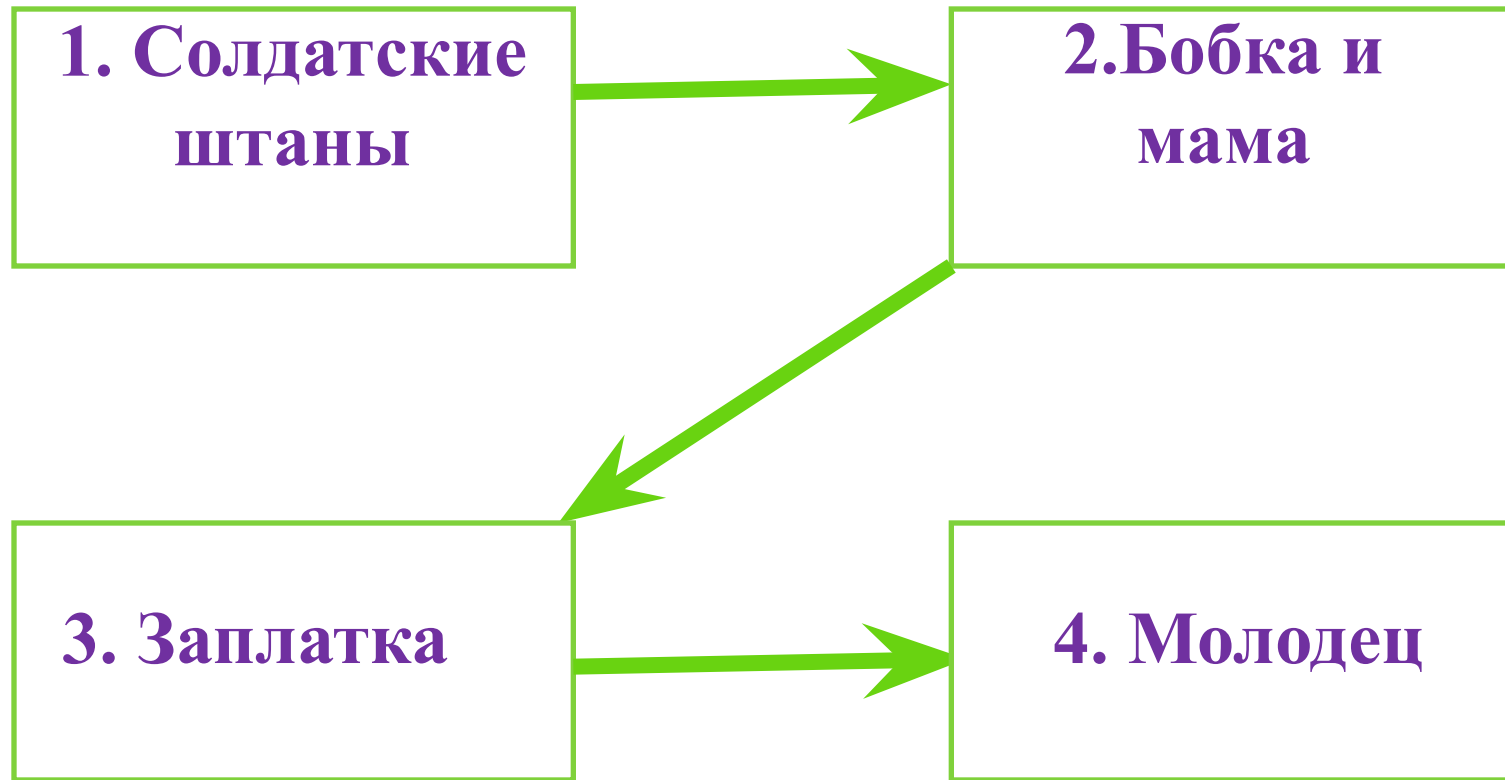 1. Солдатские
штаны
2.Бобка и
мама
3. Заплатка
4. Молодец